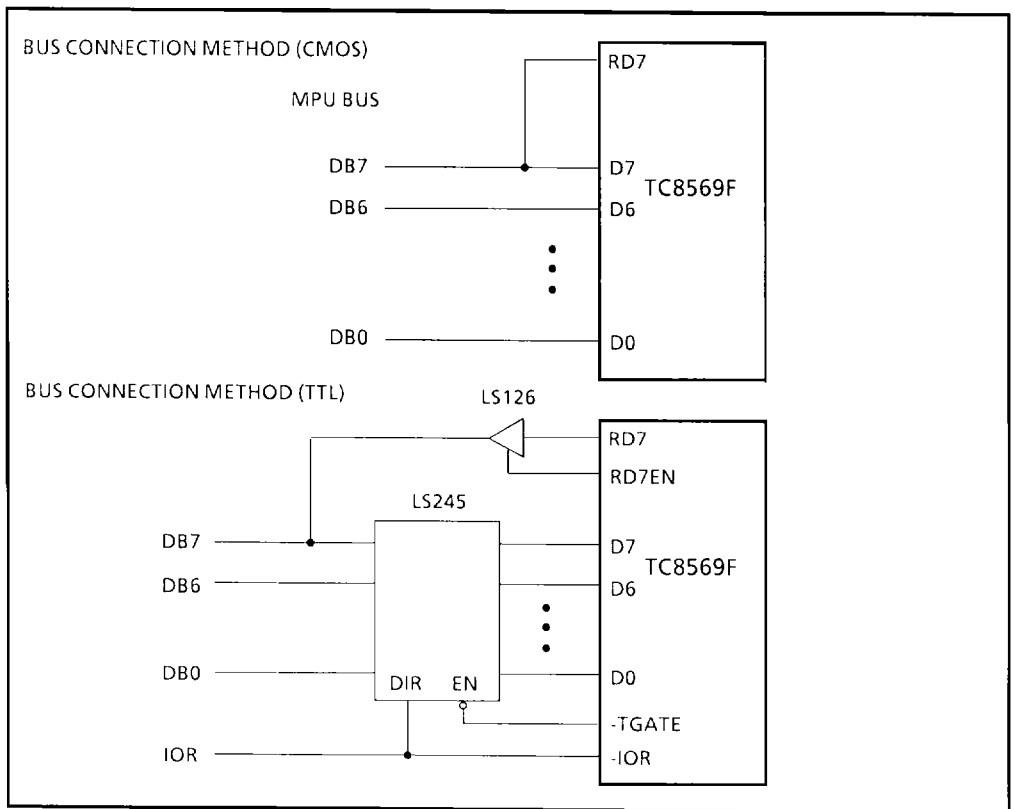 BUS CONNECTION METHOD (CMOS)
RD7
MPU BUS
DB7
D7
TC8569F
DB6
D6
DB0
D0
BUS CONNECTION METHOD (TTL)
LS126
RD7
RD7EN
LS245
DB7
D7
TC8569F
DB6
D6
DB0
D0
DIR EN
-TGATE
IOR
-IOR